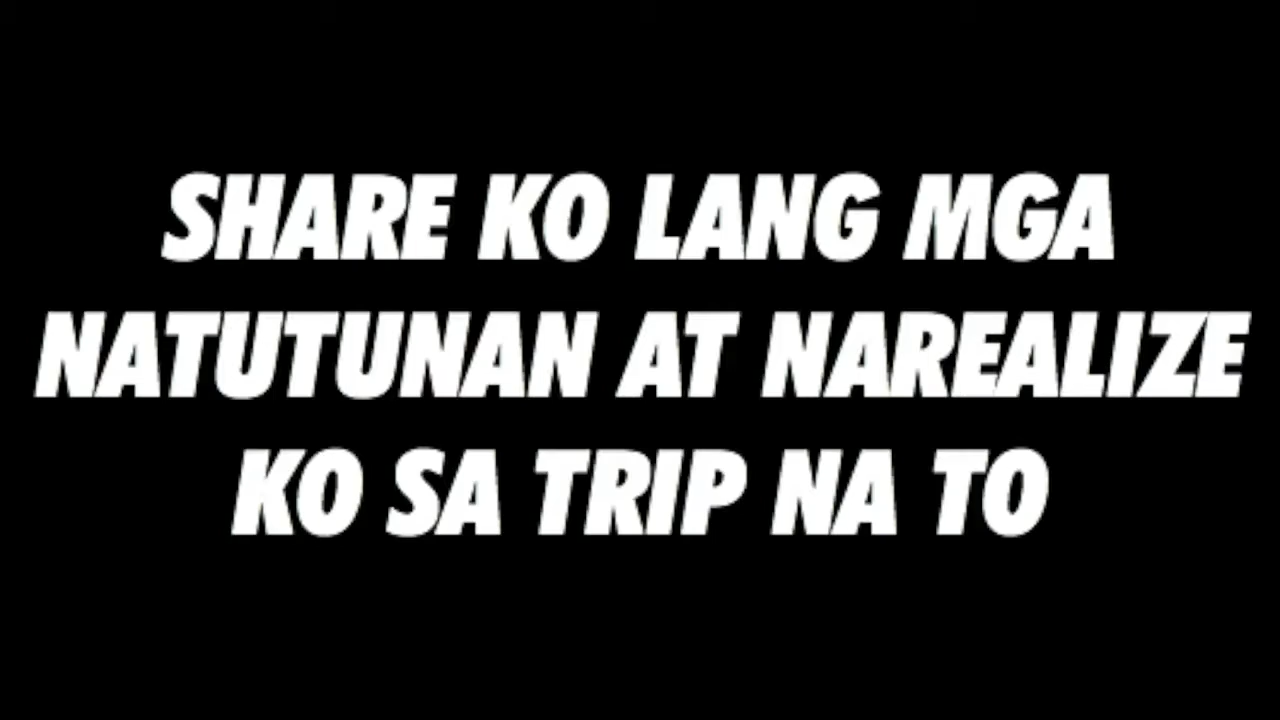 SHARE KO LANG MGA
NATUTUNAN AT NAREALIZE
KO SA TRIP NA TO